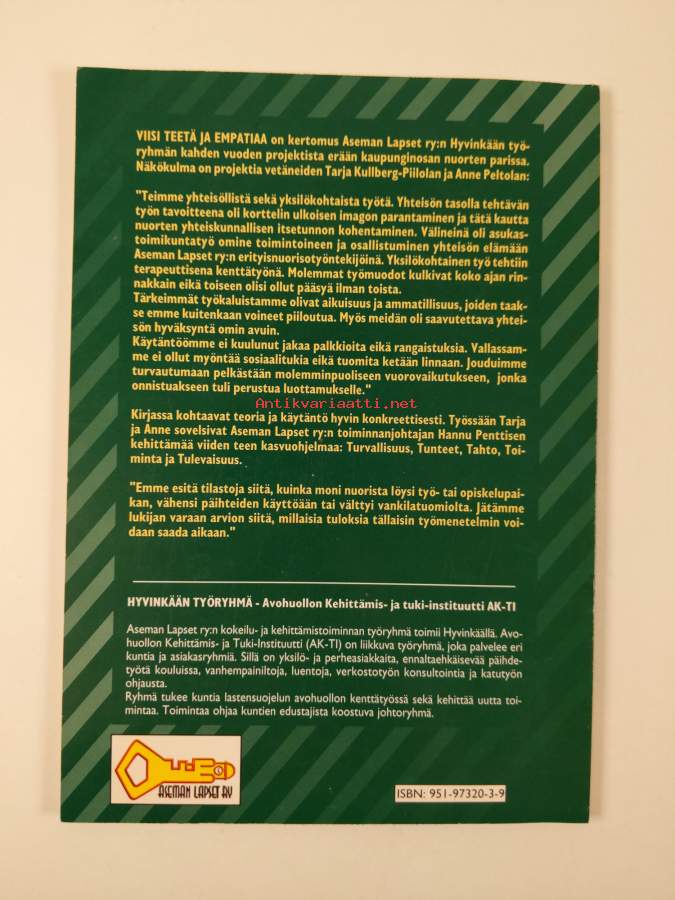 VIISI TEETÄ JA EMPATIAA on kertomus Aseman Lapset ry:n Hyvinkään työ-
ryhmän kahden vuoden projektista erään kaupunginosan nuorten parissa.
Näkökulma on projektia vetäneiden Tarja Kullberg-Piilolan ja Anne Peltolan:
"Teimme yhteisöllistä sekä yksilökohtaista työtä. Yhteisön tasolla tehtävän
työn tavoitteena oli korttelin ulkoisen imagon parantaminen ja tätä kautta
nuorten yhteiskunnallisen itsetunnon kohentaminen. Välineinä oli asukas-
toimikuntatyö omine toimintoineen ja osallistuminen yhteisön elämään
Aseman Lapset ry:n erityisnuorisotyöntekijöinä. Yksilökohtainen työ tehtiin
terapeuttisena kenttätyönä. Molemmat työmuodot kulkivat koko ajan rin-
nakkain eikä toiseen olisi ollut pääsyä ilman toista.
Tärkeimmät työkaluistamme olivat aikuisuus ja ammatillisuus, joiden taak-
se emme kuitenkaan voineet piiloutua. Myös meidän oli saavutettava yhtei-
sön hyväksyntä omin avuin.
Käytäntöömme ei kuulunut jakaa palkkioita eikä rangaistuksia. Vallassam-
me ei ollut myöntää sosiaalitukia eikä tuomita ketään linnaan. Jouduimme
turvautumaan pelkästään molemminpuoliseen vuorovaikutukseen, jonka
onnistuakseen tuli perustua luottamukselle."
Antikvariaatti.net
Kirjassa kohtaavat teoria ja käytäntö hyvin konkreettisesti. Työssään Tarja
ja Anne sovelsivat Aseman Lapset ry:n toiminnanjohtajan Hannu Penttisen
kehittämää viiden teen kasvuohjelmaa: Turvallisuus, Tunteet, Tahto, Toi-
minta ja Tulevaisuus.
"Emme esitä tilastoja siitä, kuinka moni nuorista löysi työ- tai opiskelupai-
kan, vähensi päihteiden käyttöään tai välttyi vankilatuomiolta. Jätämme
lukijan varaan arvion siitä, millaisia tuloksia tällaisin työmenetelmin voi-
daan saada aikaan."
HYVINKÄÄN TYÖRYHMÄ - Avohuollon Kehittämis- ja tuki-instituutti AK-TI
Aseman Lapset ry:n kokeilu- ja kehittämistoiminnan työryhmä toimii Hyvinkäällä. Avo-
huollon Kehittämis- ja Tuki-Instituutti (AK-TI) on liikkuva työryhmä, joka palvelee eri
kuntia ja asiakasryhmiä. Sillä on yksilö- ja perheasiakkaita, ennaltaehkäisevää päihde-
työtä kouluissa, vanhempainiltoja, luentoja, verkostotyön konsultointia ja katutyön
ohjausta.
Ryhmä tukee kuntia lastensuojelun avohuollon kenttätyössä sekä kehittää uutta toi-
mintaa. Toimintaa ohjaa kuntien edustajista koostuva johtoryhmä.
ASEMAN LAPSET RY
ISBN: 951-97320-3-9